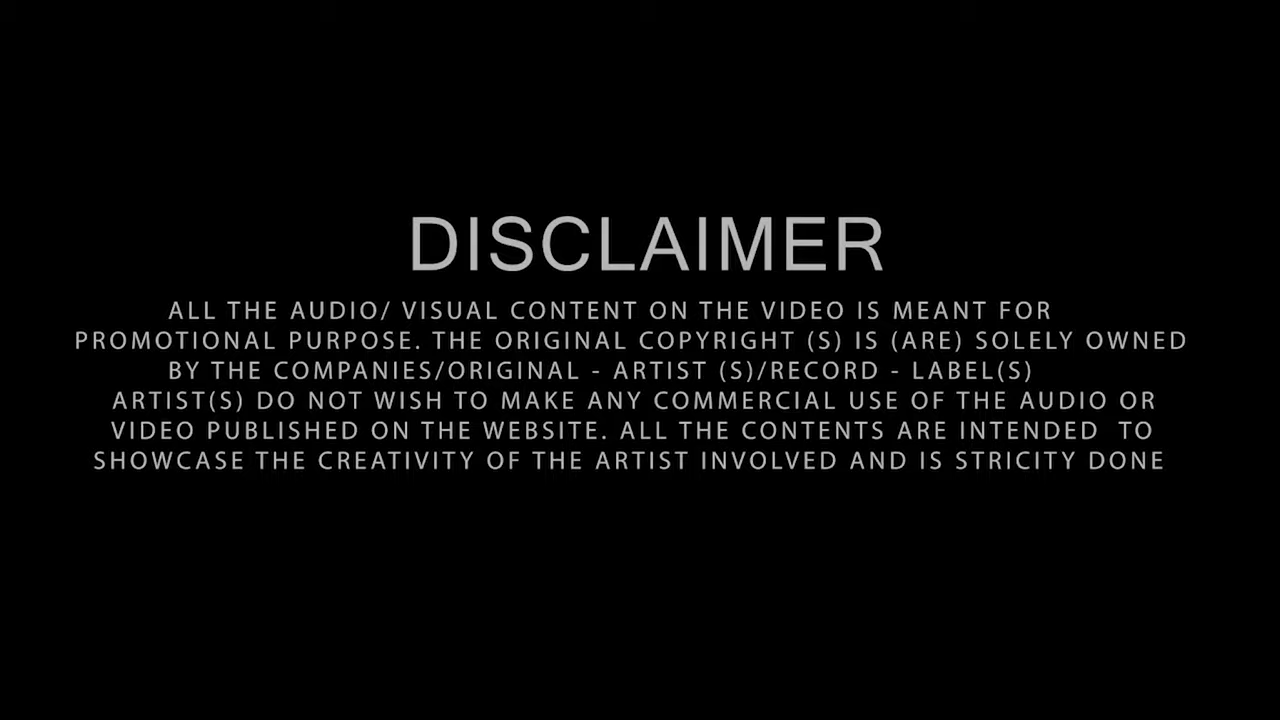 DISCLAIMER
ALL THE AUDIO/ VISUAL CONTENT ON THE VIDEO IS MEANT FOR
PROMOTIONAL PURPOSE. THE ORIGINAL COPYRIGHT (S) IS (ARE) SOLELY OWNED
BY THE COMPANIES/ORIGINAL - ARTIST (S)/RECORD - LABEL(S)
ARTIST(S) DO NOT WISH TO MAKE ANY COMMERCIAL USE OF THE AUDIO OR
VIDEO PUBLISHED ON THE WEBSITE. ALL THE CONTENTS ARE INTENDED  TO
SHOWCASE THE CREATIVITY OF THE ARTIST INVOLVED AND IS STRICITY DONE